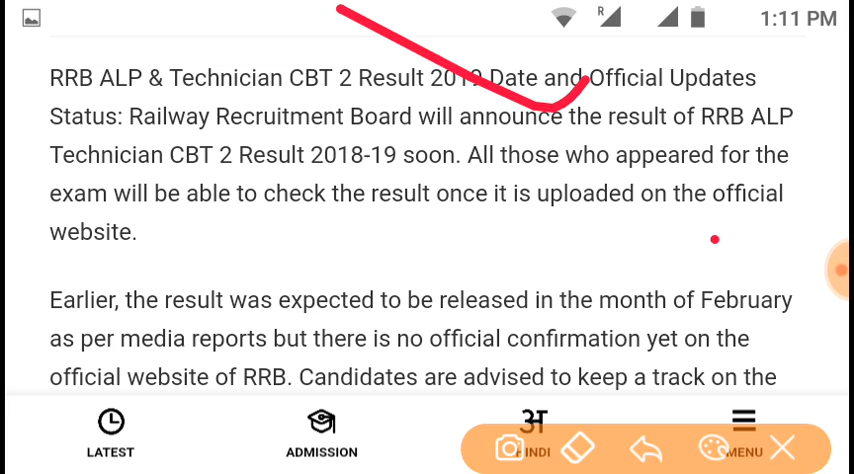 R
1:11 PM
RRB ALP & Technician CBT 2 Result 2019 Date and Official Updates
Status: Railway Recruitment Board will announce the result of RRB ALP
Technician CBT 2 Result 2018-19 soon. All those who appeared for the
exam will be able to check the result once it is uploaded on the official
website.
Earlier, the result was expected to be released in the month of February
as per media reports but there is no official confirmation yet on the
official website of RRB. Candidates are advised to keep a track on the
अ
LATEST ADMISSION HINDI MENU